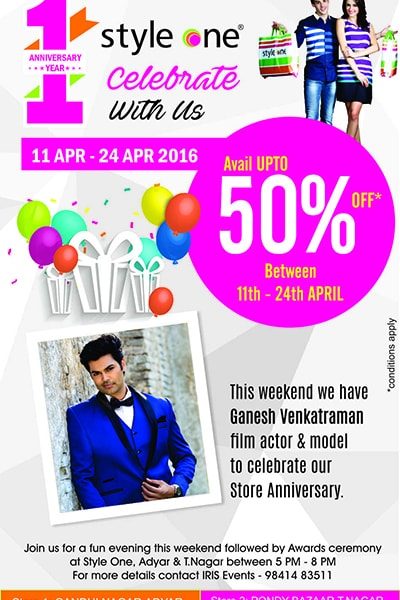 1
ANNIVERSARY
YEAR
style one®
Celebrate
With Us
11 APR - 24 APR 2016
Avail UPTO
50% OFF*
Between
11th - 24th APRIL
*conditions apply
This weekend we have
Ganesh Venkatraman
film actor & model
to celebrate our
Store Anniversary.
Join us for a fun evening this weekend followed by Awards ceremony
at Style One, Adyar & T.Nagar between 5 PM - 8 PM
For more details contact IRIS Events - 98414 83511